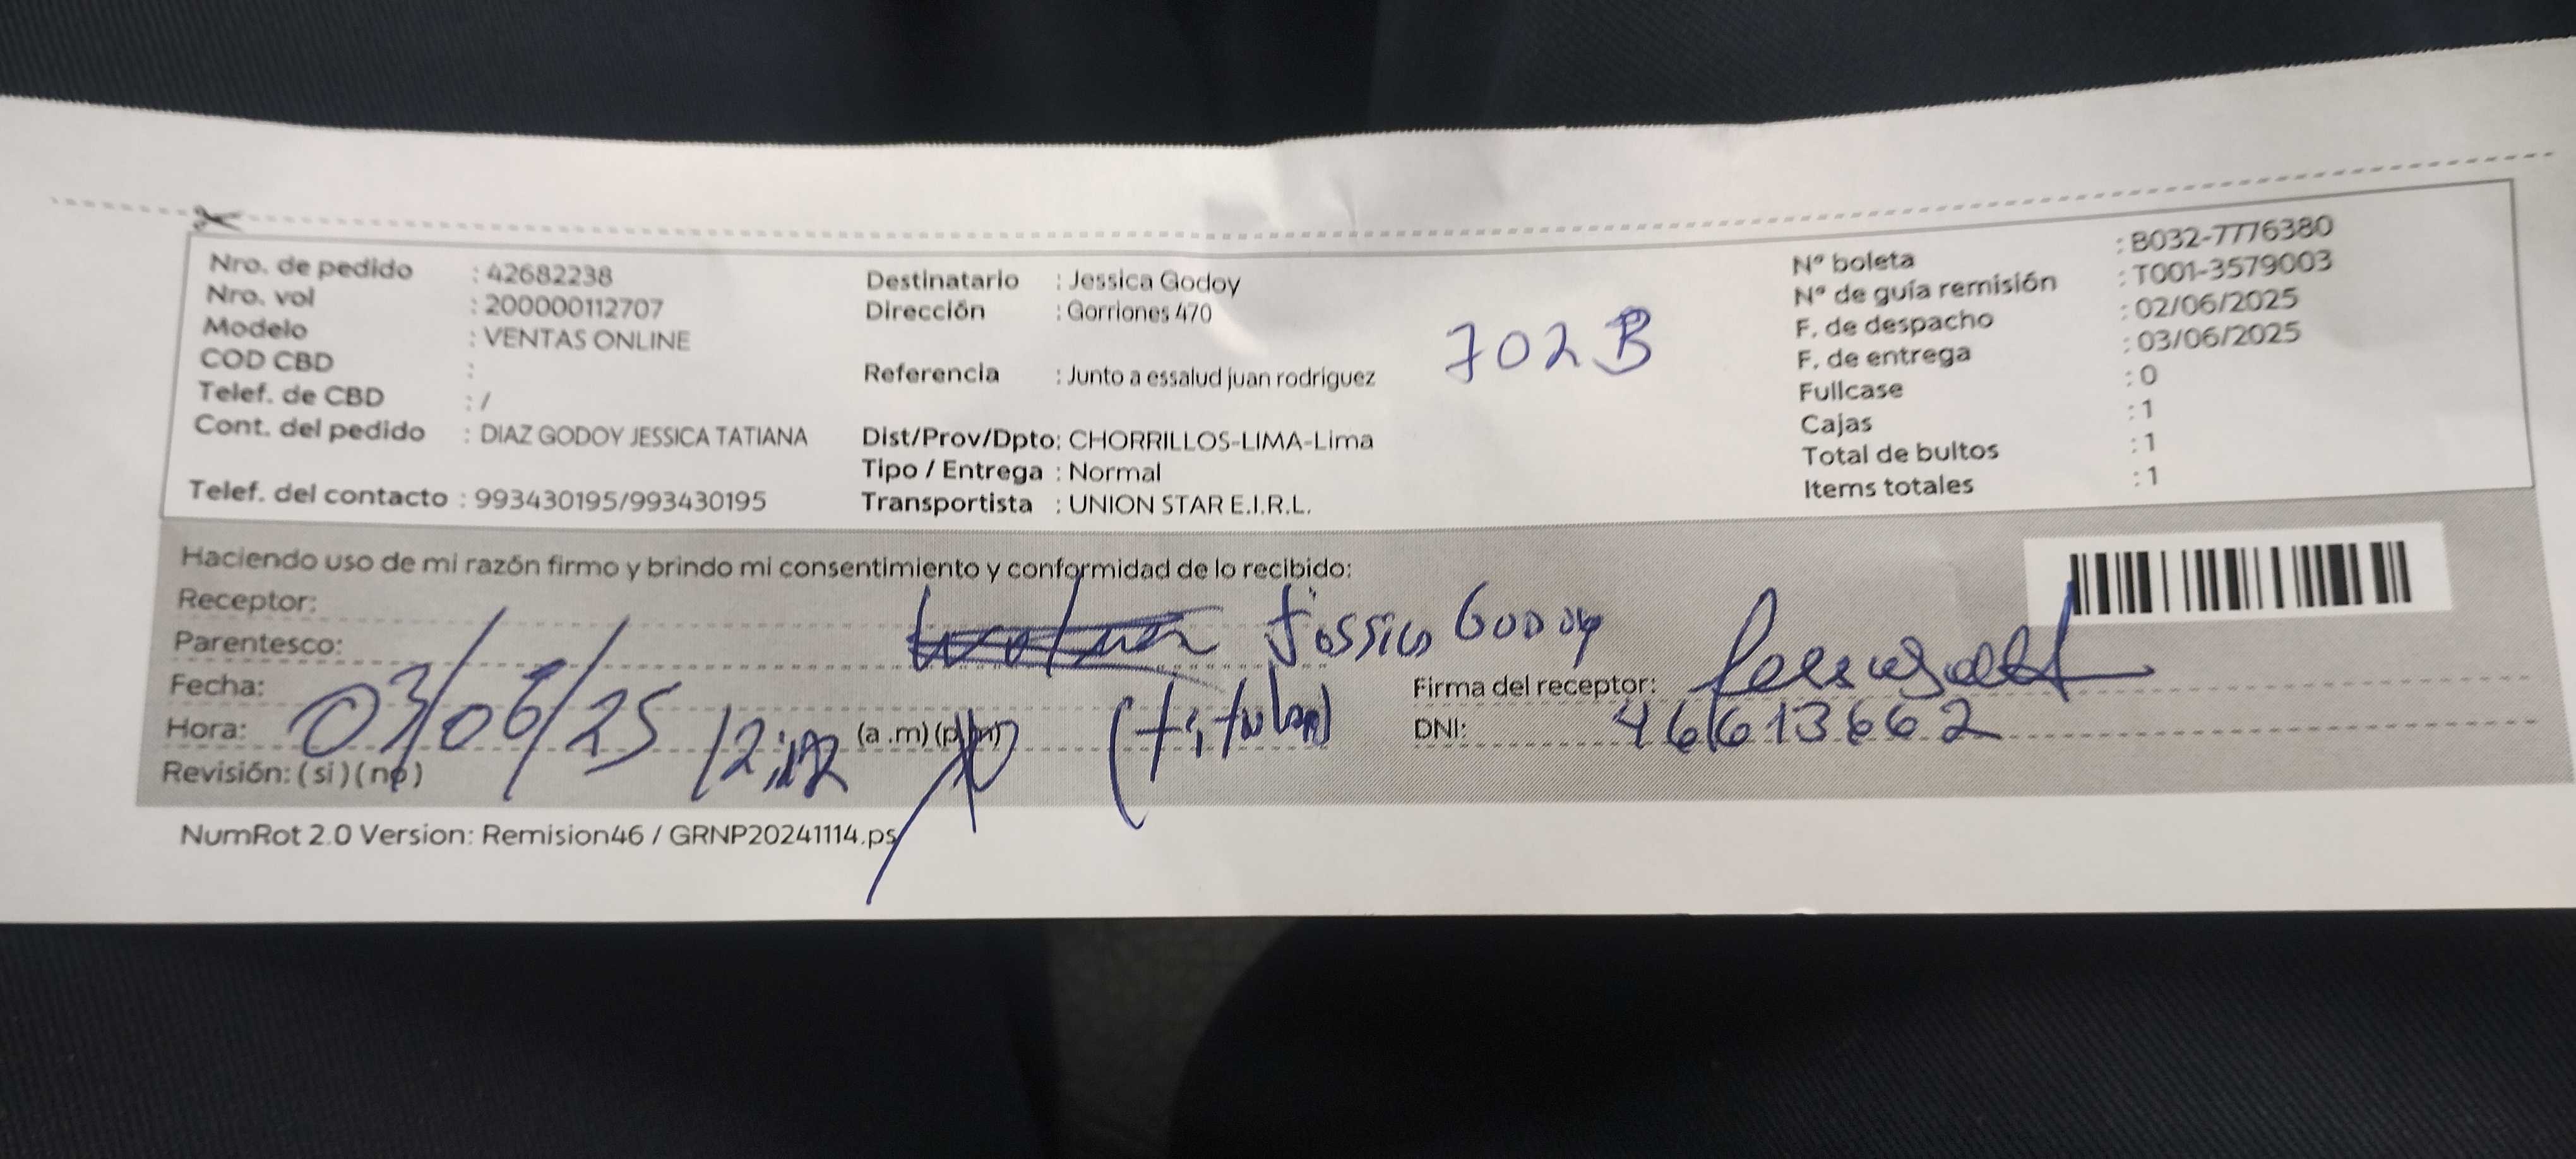 Nro. de pedido : 42682238
Nro. vol : 200000112707
Modelo : VENTAS ONLINE
COD CBD :
Telef. de CBD : /
Cont. del pedido : DIAZ GODOY JESSICA TATIANA
Telef. del contacto : 993430195/993430195
Destinatario : Jessica Godoy
Dirección : Gorriones 470
Referencia : Junto a essalud juan rodriguez
Dist/Prov/Dpto: CHORRILLOS-LIMA-Lima
Tipo / Entrega : Normal
Transportista : UNION STAR E.I.R.L.
702B
N° boleta : B032-7776380
N° de guía remisión : T001-3579003
F. de despacho : 02/06/2025
F. de entrega : 03/06/2025
Fullcase : 0
Cajas : 1
Total de bultos : 1
Items totales : 1
Haciendo uso de mi razón firmo y brindo mi consentimiento y conformidad de lo recibido:
Receptor: Jessica Godoy
Parentesco: (titular)
Fecha: 03/06/25
Hora: (a.m) (p.m)
Revisión: (si) (no)
Firma del receptor:
DNI: 46613662
NumRot 2.0 Version: Remision46 / GRNP20241114.ps